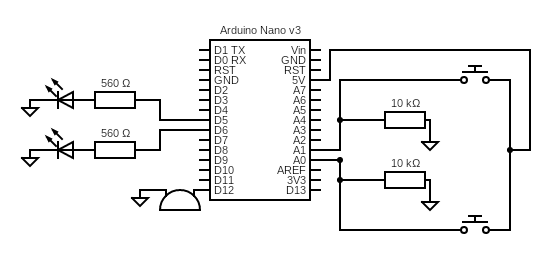 Arduino Nano v3
D1 TX Vin
D0 RX GND
RST RST
GND 5V
D2 A7
D3 A6
D4 A5
D5 A4
D6 A3
D7 A2
D8 A1
D9 A0
D10 AREF
D11 3V3
D12 D13
560 Ω
560 Ω
10 kΩ
10 kΩ